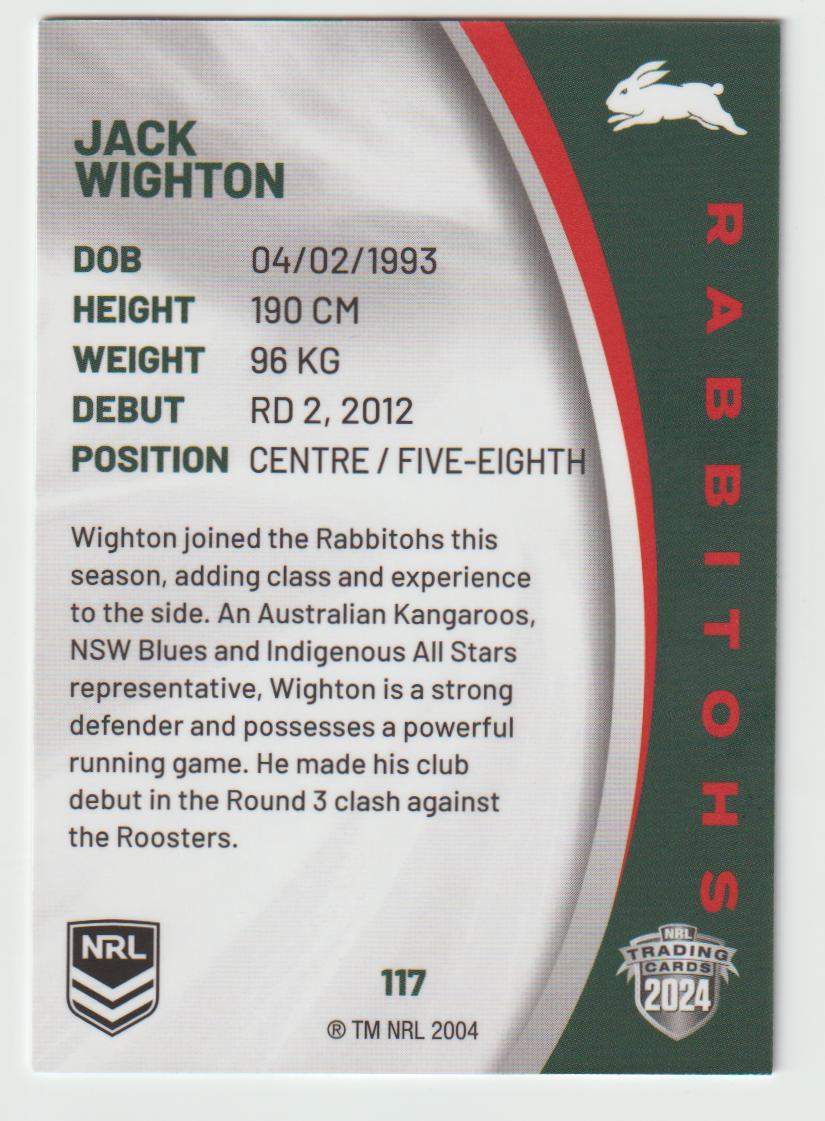 JACK
WIGHTON
DOB 04/02/1993
HEIGHT 190 CM
WEIGHT 96 KG
DEBUT RD 2, 2012
POSITION CENTRE / FIVE-EIGHTH
Wighton joined the Rabbitohs this
season, adding class and experience
to the side. An Australian Kangaroos,
NSW Blues and Indigenous All Stars
representative, Wighton is a strong
defender and possesses a powerful
running game. He made his club
debut in the Round 3 clash against
the Roosters.
NRL
117
® TM NRL 2004
RABBITOHS
NRL
TRADING
CARDS
2024